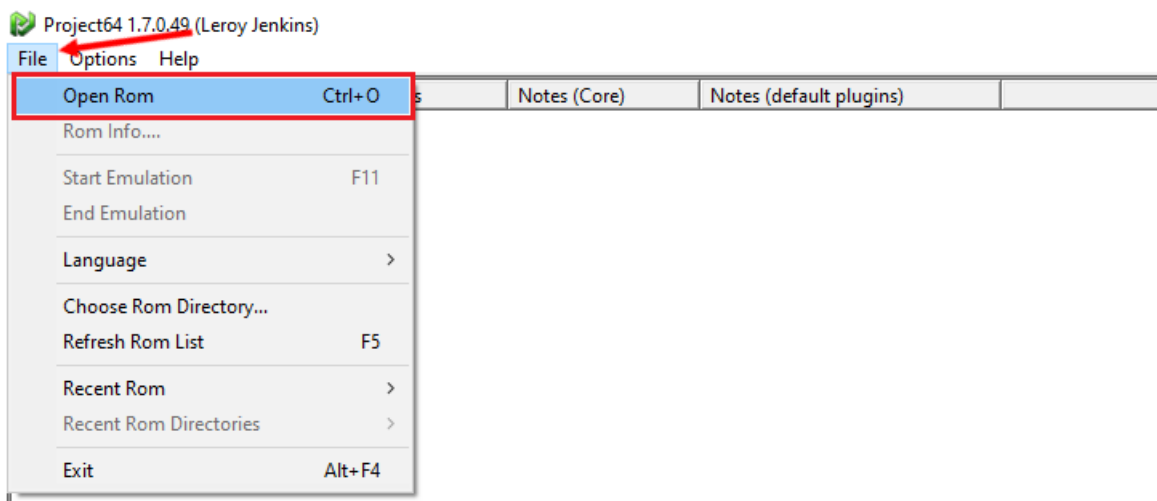 Project64 1.7.0.49 (Leroy Jenkins)
File Options Help
Open Rom Ctrl+O s Notes (Core) Notes (default plugins)
Rom Info....
Start Emulation F11
End Emulation
Language >
Choose Rom Directory...
Refresh Rom List F5
Recent Rom >
Recent Rom Directories >
Exit Alt+F4